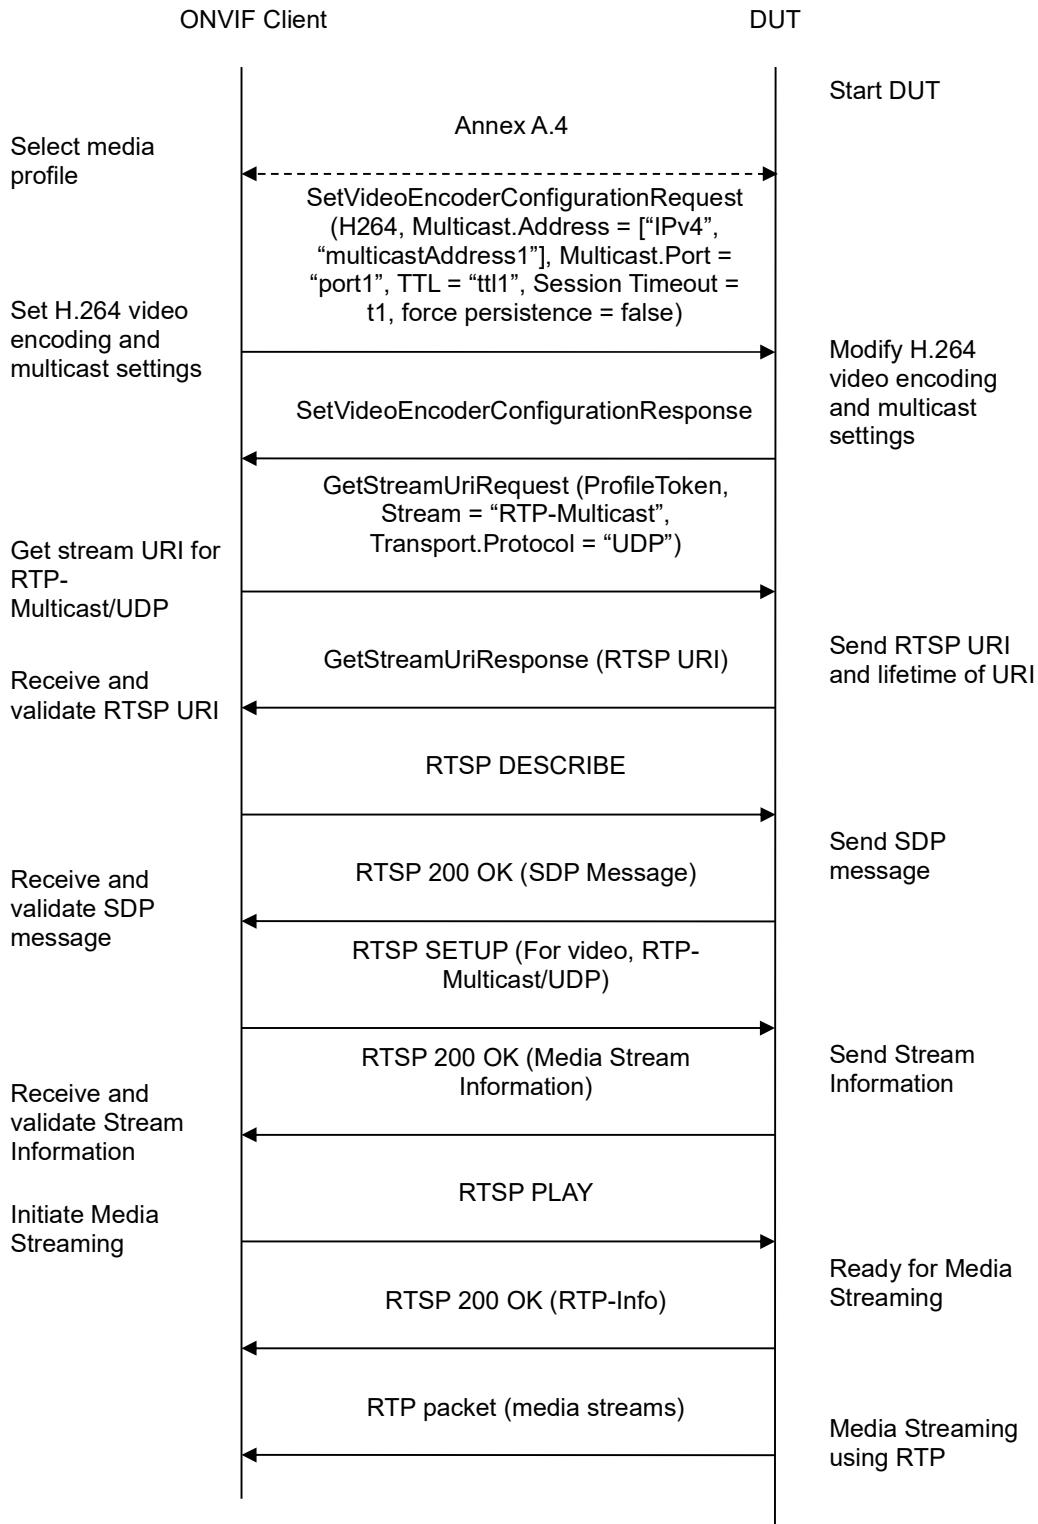 ONVIF Client
DUT
Start DUT
Annex A.4
Select media
profile
SetVideoEncoderConfigurationRequest
(H264, Multicast.Address = [“IPv4”,
“multicastAddress1”], Multicast.Port =
“port1”, TTL = “ttl1”, Session Timeout =
t1, force persistence = false)
Set H.264 video
encoding and
multicast settings
Modify H.264
video encoding
and multicast
settings
SetVideoEncoderConfigurationResponse
GetStreamUriRequest (ProfileToken,
Stream = “RTP-Multicast”,
Transport.Protocol = “UDP”)
Get stream URI for
RTP-
Multicast/UDP
Send RTSP URI
and lifetime of URI
GetStreamUriResponse (RTSP URI)
Receive and
validate RTSP URI
RTSP DESCRIBE
Send SDP
message
RTSP 200 OK (SDP Message)
Receive and
validate SDP
message
RTSP SETUP (For video, RTP-
Multicast/UDP)
Send Stream
Information
RTSP 200 OK (Media Stream
Information)
Receive and
validate Stream
Information
RTSP PLAY
Initiate Media
Streaming
Ready for Media
Streaming
RTSP 200 OK (RTP-Info)
RTP packet (media streams)
Media Streaming
using RTP